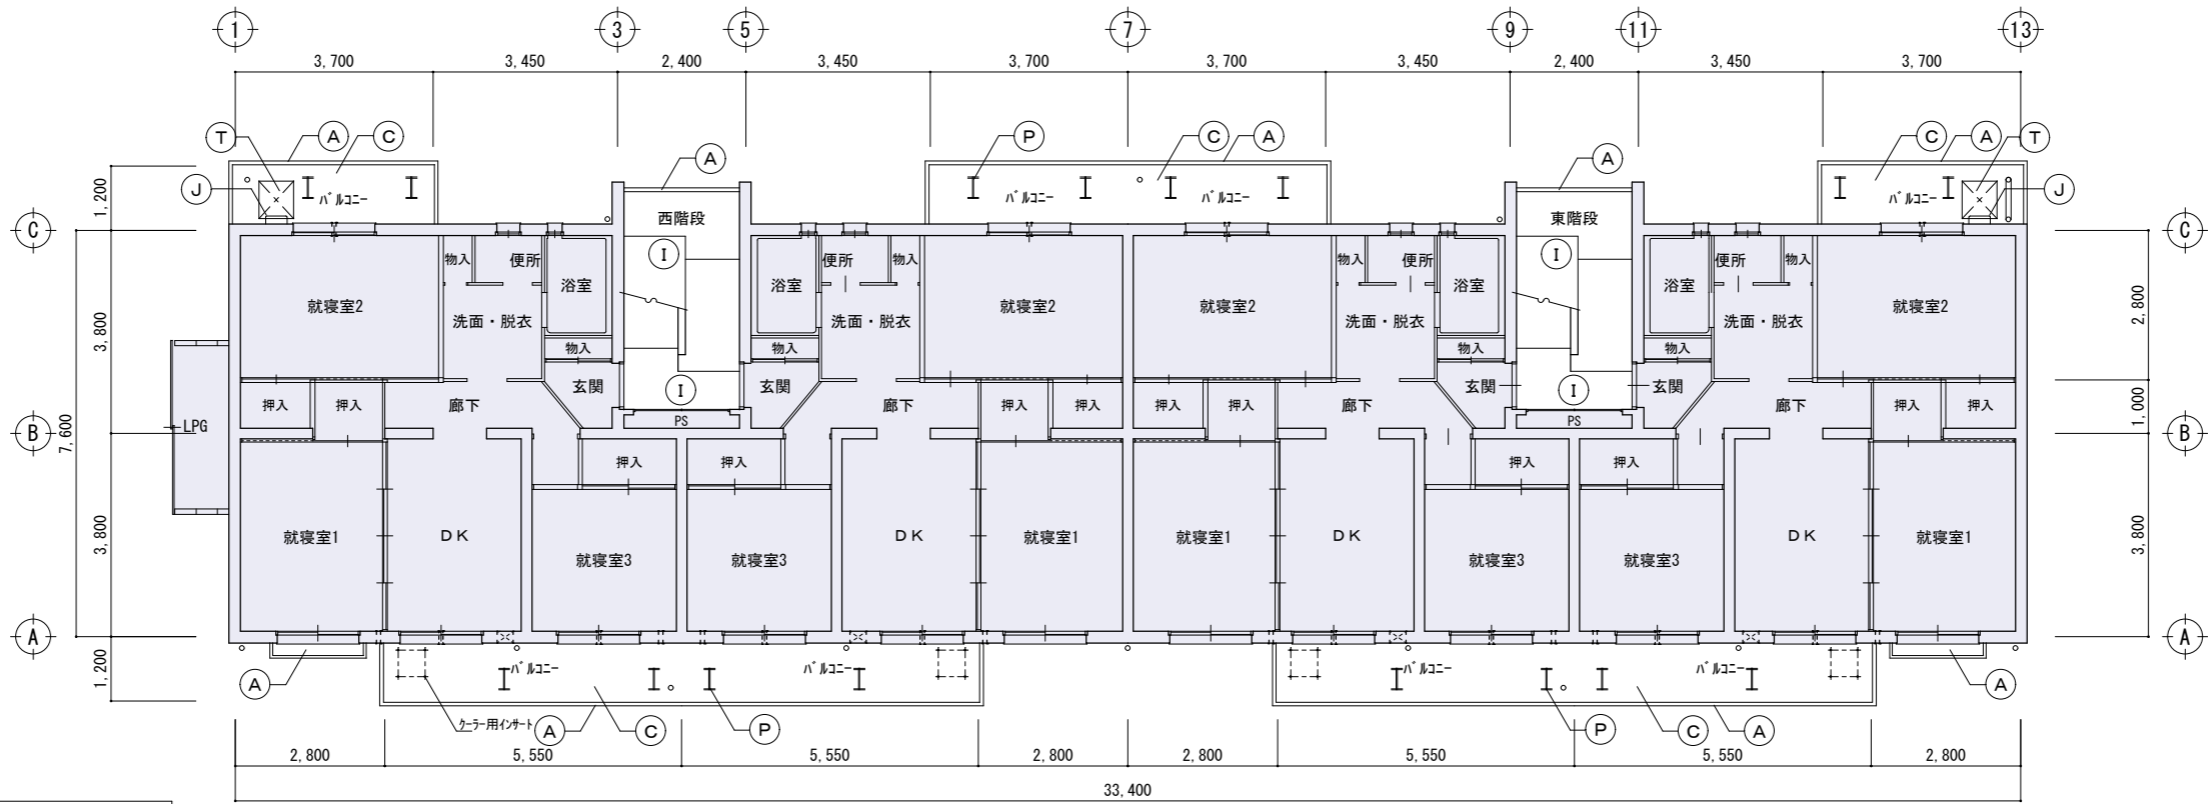 1 3 5 7 9 11 13
3,700 3,450 2,400 3,450 3,700 3,700 3,450 2,400 3,450 3,700
T A C A P C A A C A T
J バルコニー バルコニー バルコニー バルコニー J
1,200
C 西階段 東階段 C
物入 便所 I 便所 物入 物入 便所 I 便所 物入
浴室 浴室 浴室 浴室
就寝室2 就寝室2 就寝室2 就寝室2
3,800 洗面・脱衣 洗面・脱衣 洗面・脱衣 洗面・脱衣 2,800
物入 物入 物入 物入
玄関 I 玄関 玄関 I 玄関
押入 押入 廊下 廊下 押入 押入 押入 押入 廊下 廊下 押入 押入 1,000
LPG PS PS
B 7,600 B
押入 押入 押入 押入
3,800 就寝室1 DK DK 就寝室1 就寝室1 DK DK 就寝室1 3,800
就寝室3 就寝室3 就寝室3 就寝室3
A A
1,200 バルコニー バルコニー バルコニー バルコニー
A A
クーラー用インサート A C P P C A
2,800 5,550 5,550 2,800 2,800 5,550 5,550 2,800
33,400